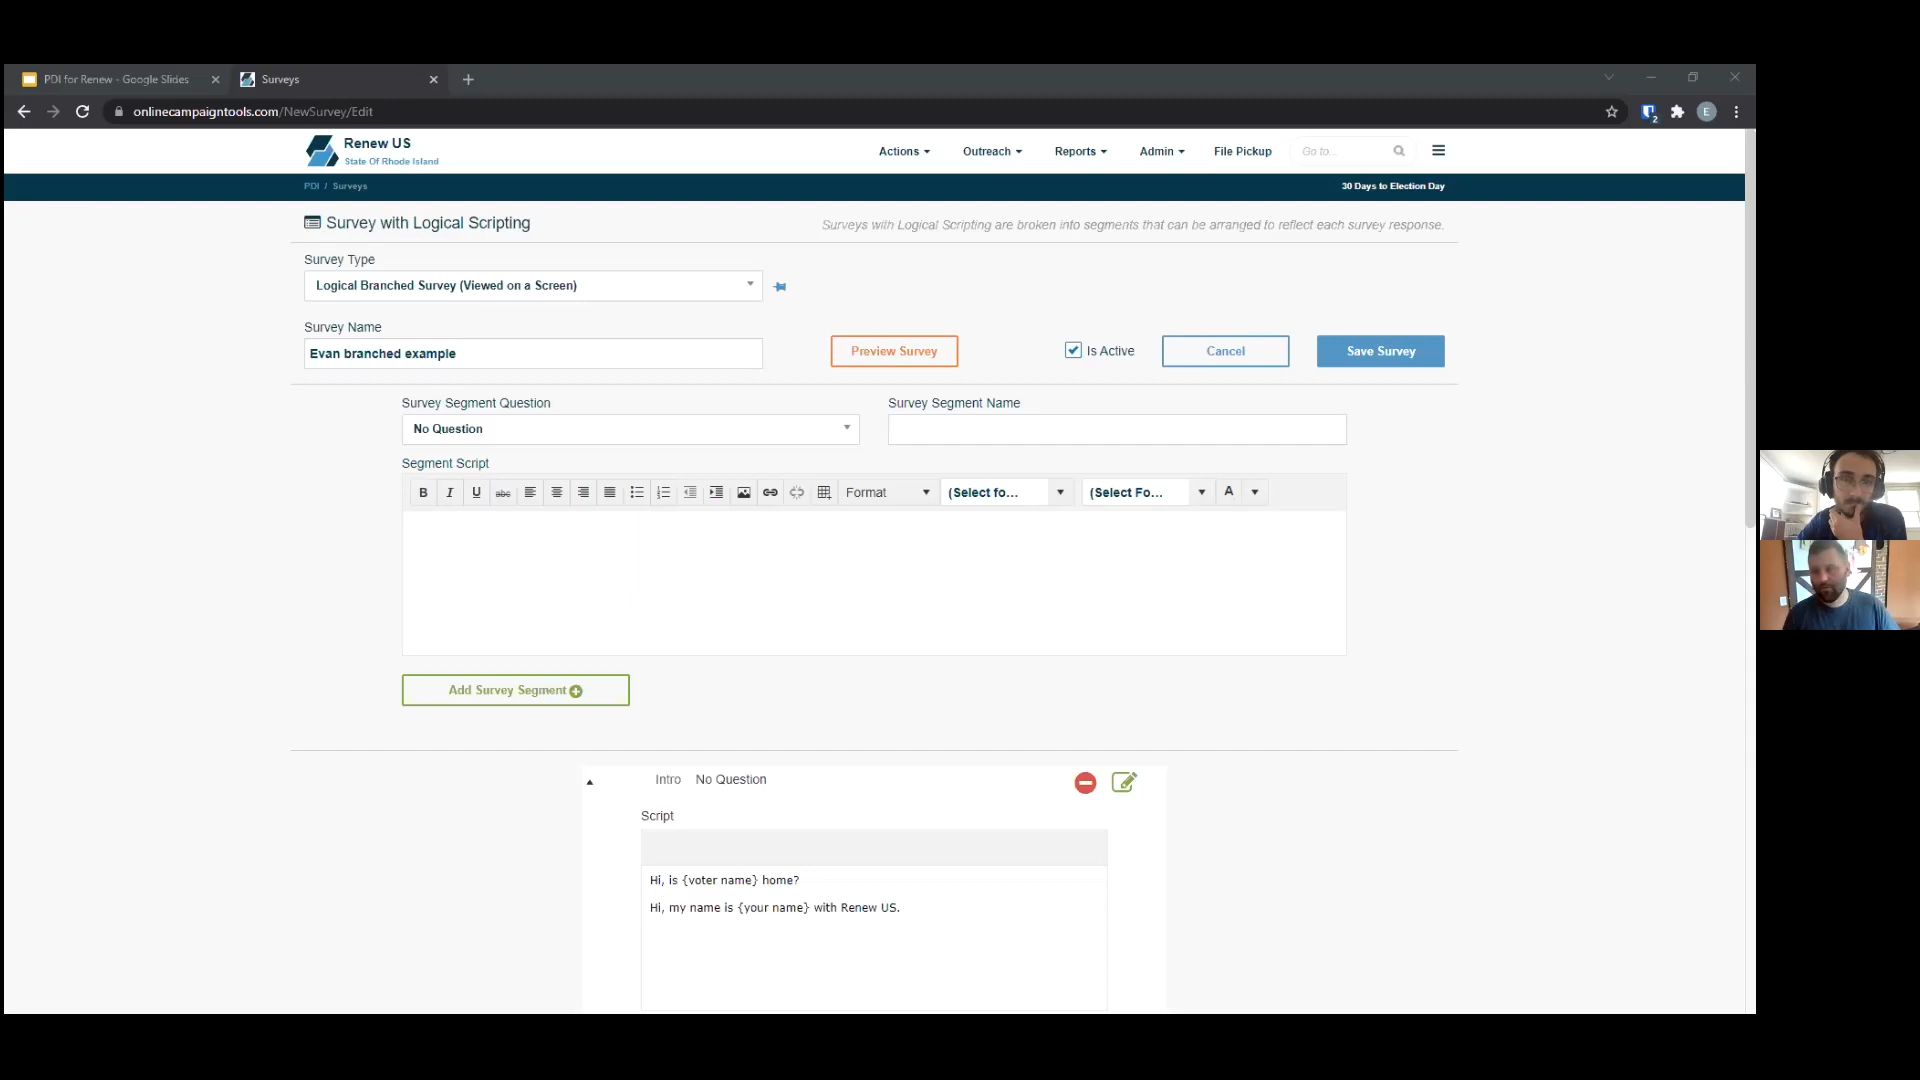 PDI for Renew - Google Slides
Surveys
onlinecampaigntools.com/NewSurvey/Edit
2
E
Renew US
State Of Rhode Island
Actions
Outreach
Reports
Admin
File Pickup
Go to...
PDI / Surveys
30 Days to Election Day
Survey with Logical Scripting
Surveys with Logical Scripting are broken into segments that can be arranged to reflect each survey response.
Survey Type
Logical Branched Survey (Viewed on a Screen)
Survey Name
Evan branched example
Preview Survey
Is Active
Cancel
Save Survey
Survey Segment Question
Survey Segment Name
No Question
Segment Script
B I U abc
Format
(Select fo...
(Select Fo...
A
Add Survey Segment
Intro No Question
Script
Hi, is {voter name} home?
Hi, my name is {your name} with Renew US.